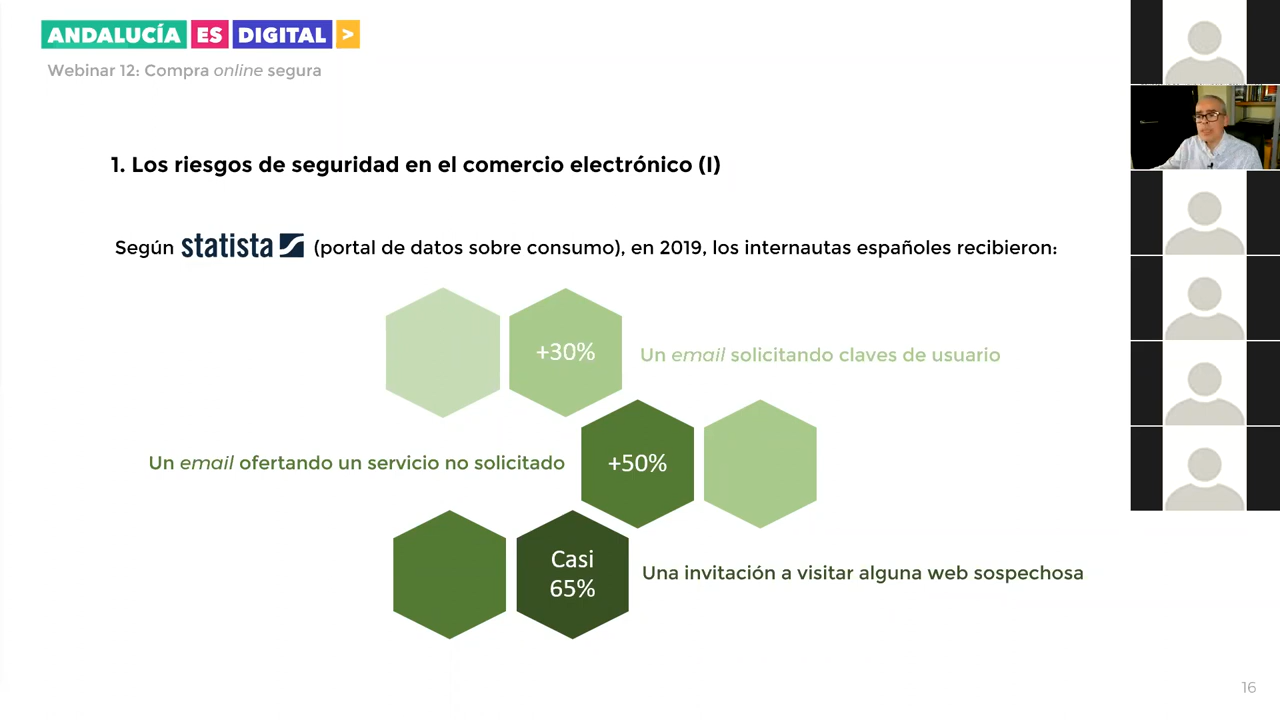 ANDALUCÍA ES DIGITAL >
Webinar 12: Compra online segura
1. Los riesgos de seguridad en el comercio electrónico (I)
Según statista (portal de datos sobre consumo), en 2019, los internautas españoles recibieron:
+30%
Un email solicitando claves de usuario
Un email ofertando un servicio no solicitado
+50%
Casi
65%
Una invitación a visitar alguna web sospechosa
16